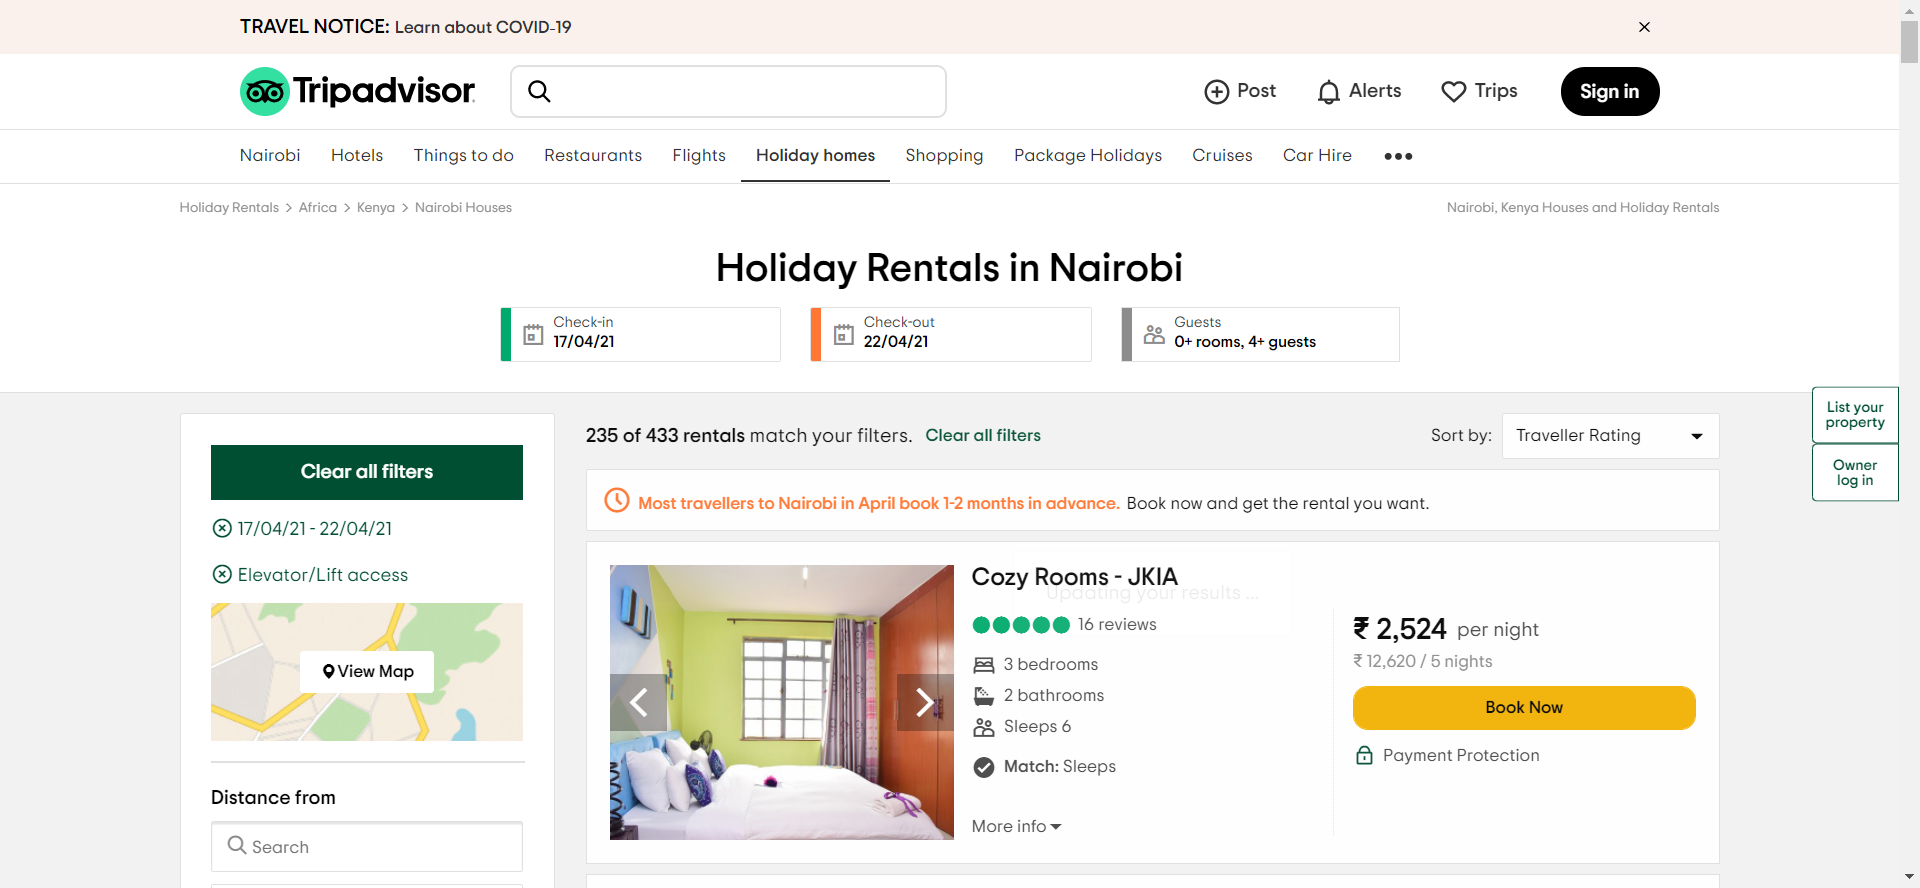 TRAVEL NOTICE: Learn about COVID-19
Tripadvisor
Post
Alerts
Trips
Sign in
Nairobi
Hotels
Things to do
Restaurants
Flights
Holiday homes
Shopping
Package Holidays
Cruises
Car Hire
Holiday Rentals > Africa > Kenya > Nairobi Houses
Nairobi, Kenya Houses and Holiday Rentals
Holiday Rentals in Nairobi
Check-in
17/04/21
Check-out
22/04/21
Guests
0+ rooms, 4+ guests
List your
property
Owner
log in
Clear all filters
17/04/21 - 22/04/21
Elevator/Lift access
View Map
Distance from
Search
235 of 433 rentals match your filters. Clear all filters
Sort by: Traveller Rating
Most travellers to Nairobi in April book 1-2 months in advance. Book now and get the rental you want.
Cozy Rooms - JKIA
Updating your results ...
16 reviews
3 bedrooms
2 bathrooms
Sleeps 6
Match: Sleeps
More info
₹ 2,524 per night
₹ 12,620 / 5 nights
Book Now
Payment Protection